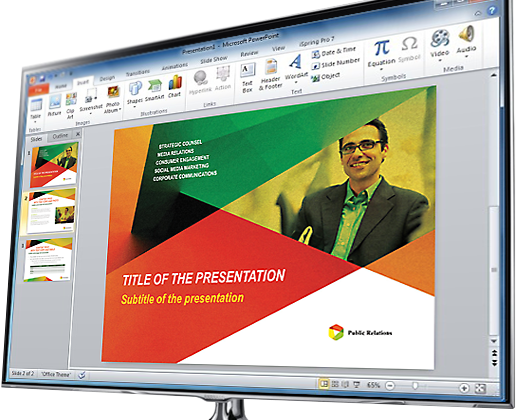 Presentation1 - Microsoft PowerPoint
File Home Insert Design Transitions Animations Slide Show Review View iSpring Pro 7
Table
Picture
Clip Art
Screenshot
Photo Album
Shapes
SmartArt
Chart
Hyperlink
Action
Text Box
Header & Footer
WordArt
Date & Time
Slide Number
Object
Equation
Symbol
Video
Audio
Tables
Images
Illustrations
Links
Text
Symbols
Media
Slides
Outline
1
2
3
STRATEGIC COUNSEL
MEDIA RELATIONS
CONSUMER ENGAGEMENT
SOCIAL MEDIA MARKETING
CORPORATE COMMUNICATIONS
TITLE OF THE PRESENTATION
Subtitle of the presentation
Public Relations
Slide 2 of 2
"Office Theme"
65%